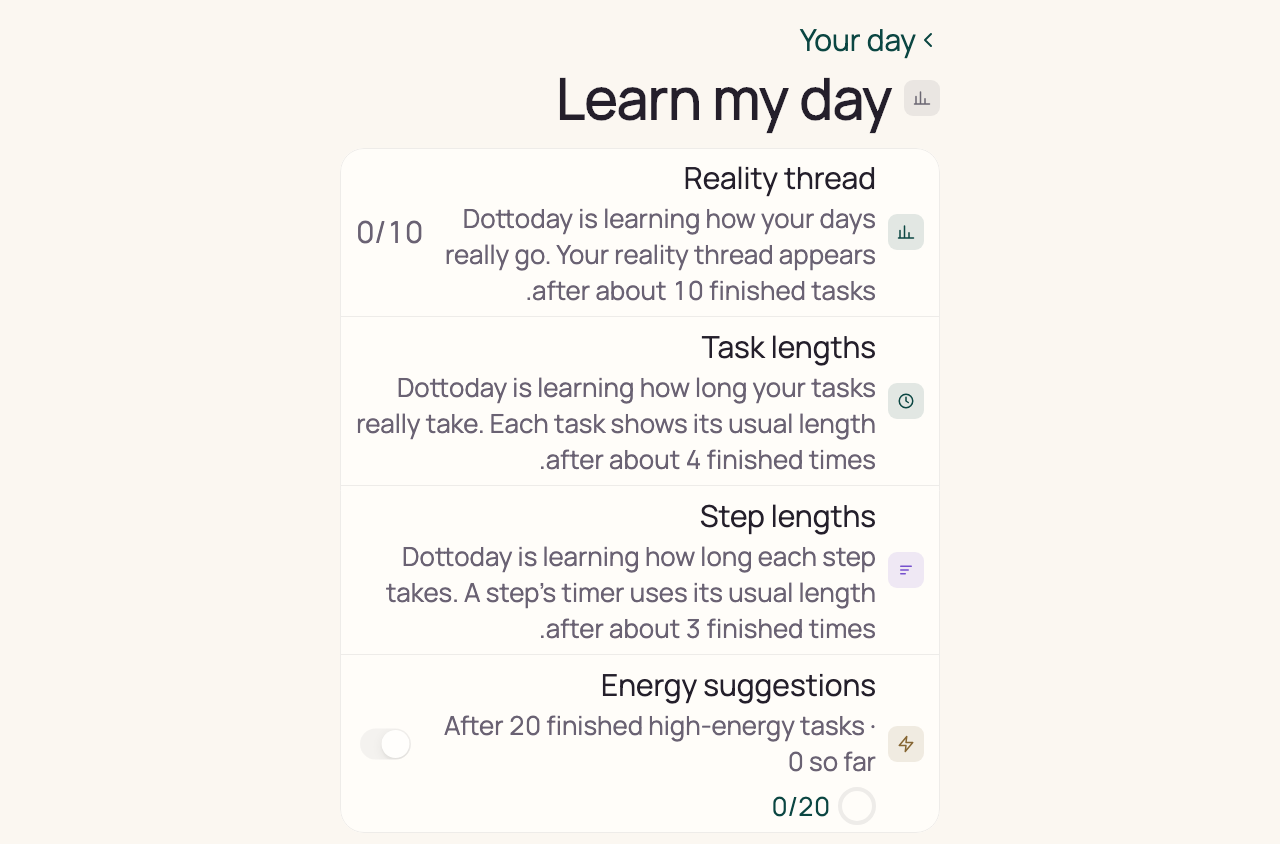 Your day
Learn my day
Reality thread
Dottoday is learning how your days
really go. Your reality thread appears
after about 10 finished tasks.
0/10
Task lengths
Dottoday is learning how long your tasks
really take. Each task shows its usual length
after about 4 finished times.
Step lengths
Dottoday is learning how long each step
takes. A step’s timer uses its usual length
after about 3 finished times.
Energy suggestions
After 20 finished high-energy tasks ·
0 so far
0/20